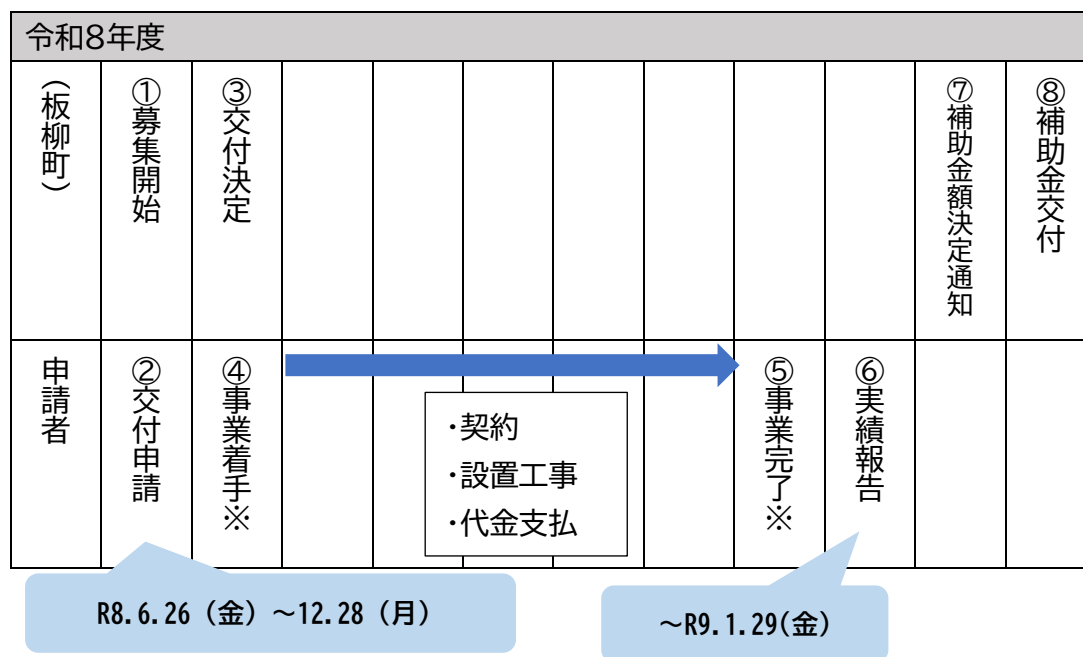 令和8年度
（板柳町）
①募集開始
③交付決定
⑦補助金額決定通知
⑧補助金交付
申請者
②交付申請
④事業着手※
・契約
・設置工事
・代金支払
⑤事業完了※
⑥実績報告
R8.6.26（金）～12.28（月）
～R9.1.29(金)